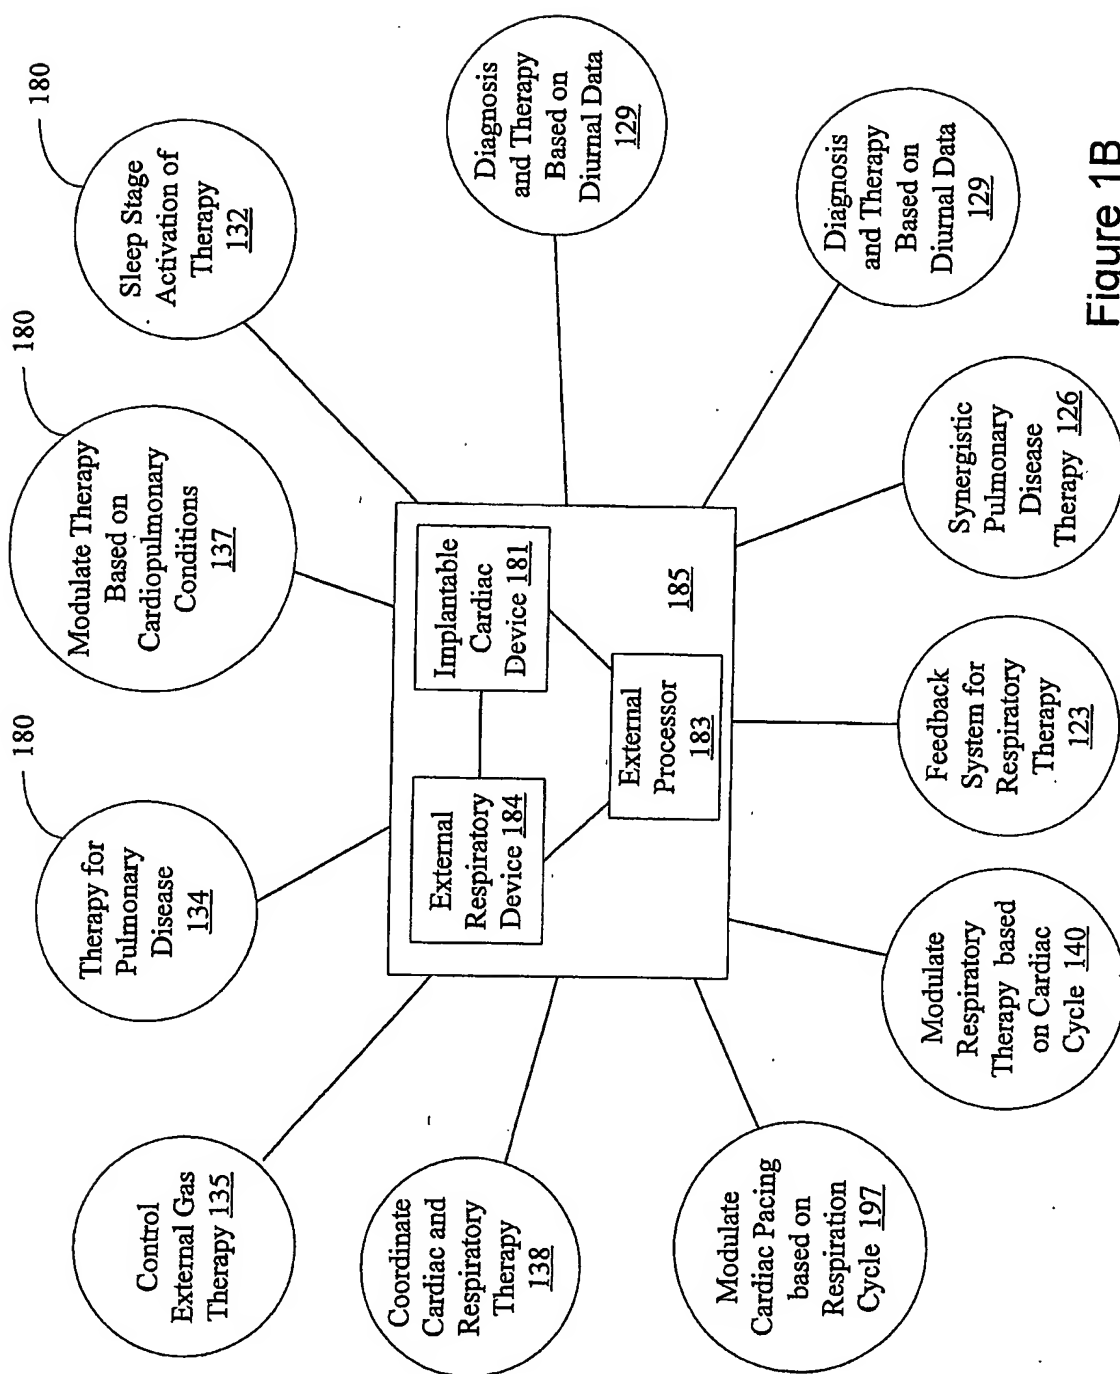 Control
External Gas
Therapy 135
Therapy for
Pulmonary
Disease
134
180
Modulate Therapy
Based on
Cardiopulmonary
Conditions
137
180
Sleep Stage
Activation of
Therapy
132
180
Coordinate
Cardiac and
Respiratory
Therapy
138
External
Respiratory
Device 184
Implantable
Cardiac
Device 181
External
Processor
183
185
Diagnosis
and Therapy
Based on
Diurnal Data
129
Modulate
Cardiac Pacing
based on
Respiration
Cycle 197
Modulate
Respiratory
Therapy based
on Cardiac
Cycle 140
Feedback
System for
Respiratory
Therapy
123
Synergistic
Pulmonary
Disease
Therapy 126
Diagnosis
and Therapy
Based on
Diurnal Data
129
Figure 1B